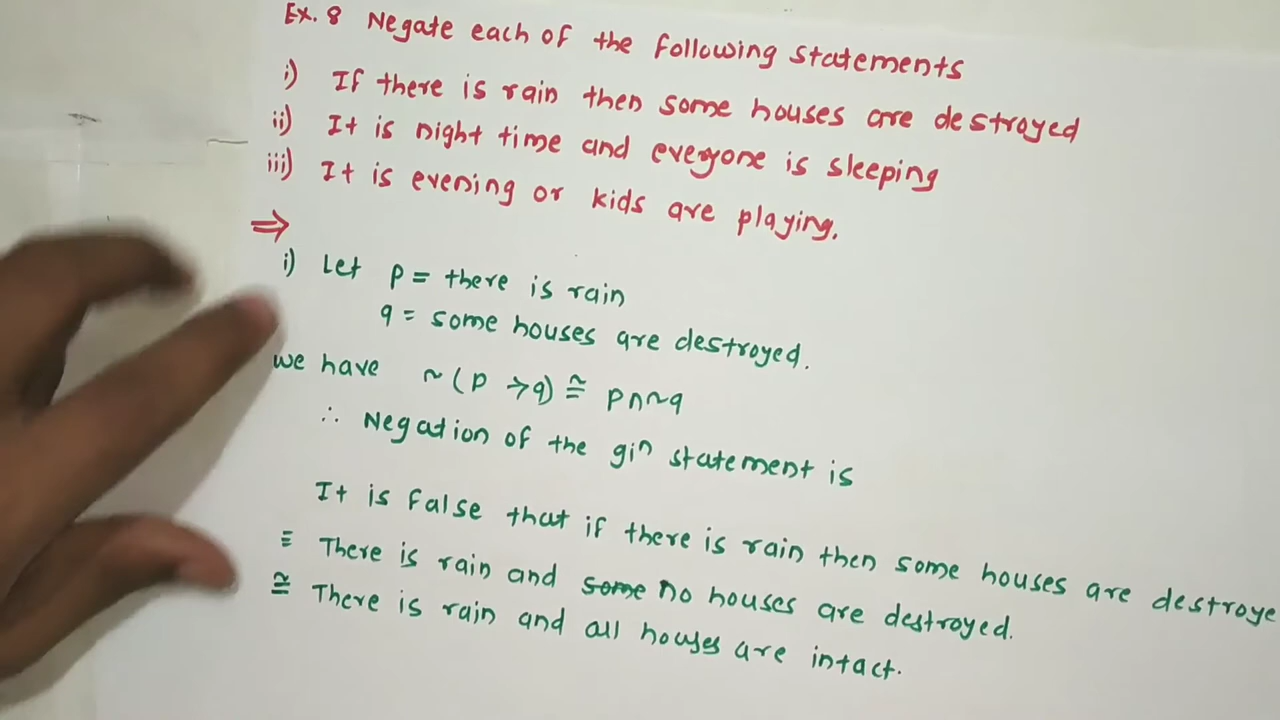 Ex. 8 Negate each of the following statements
i) If there is rain then some houses are destroyed
ii) It is night time and everyone is sleeping
iii) It is evening or kids are playing.
⇒
i) Let p = there is rain
q = some houses are destroyed.
we have ~(p → q) ≅ p ∧ ~q
∴ Negation of the giⁿ statement is
It is false that if there is rain then some houses are destroye
≡ There is rain and some no houses are destroyed.
≅ There is rain and all houses are intact.